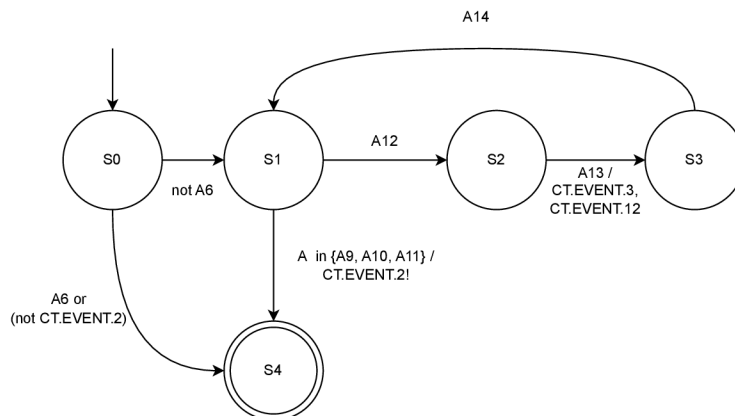 A14
S0
S1
A12
S2
S3
not A6
A13 /
CT.EVENT.3,
CT.EVENT.12
A in {A9, A10, A11} /
CT.EVENT.2!
A6 or
(not CT.EVENT.2)
S4